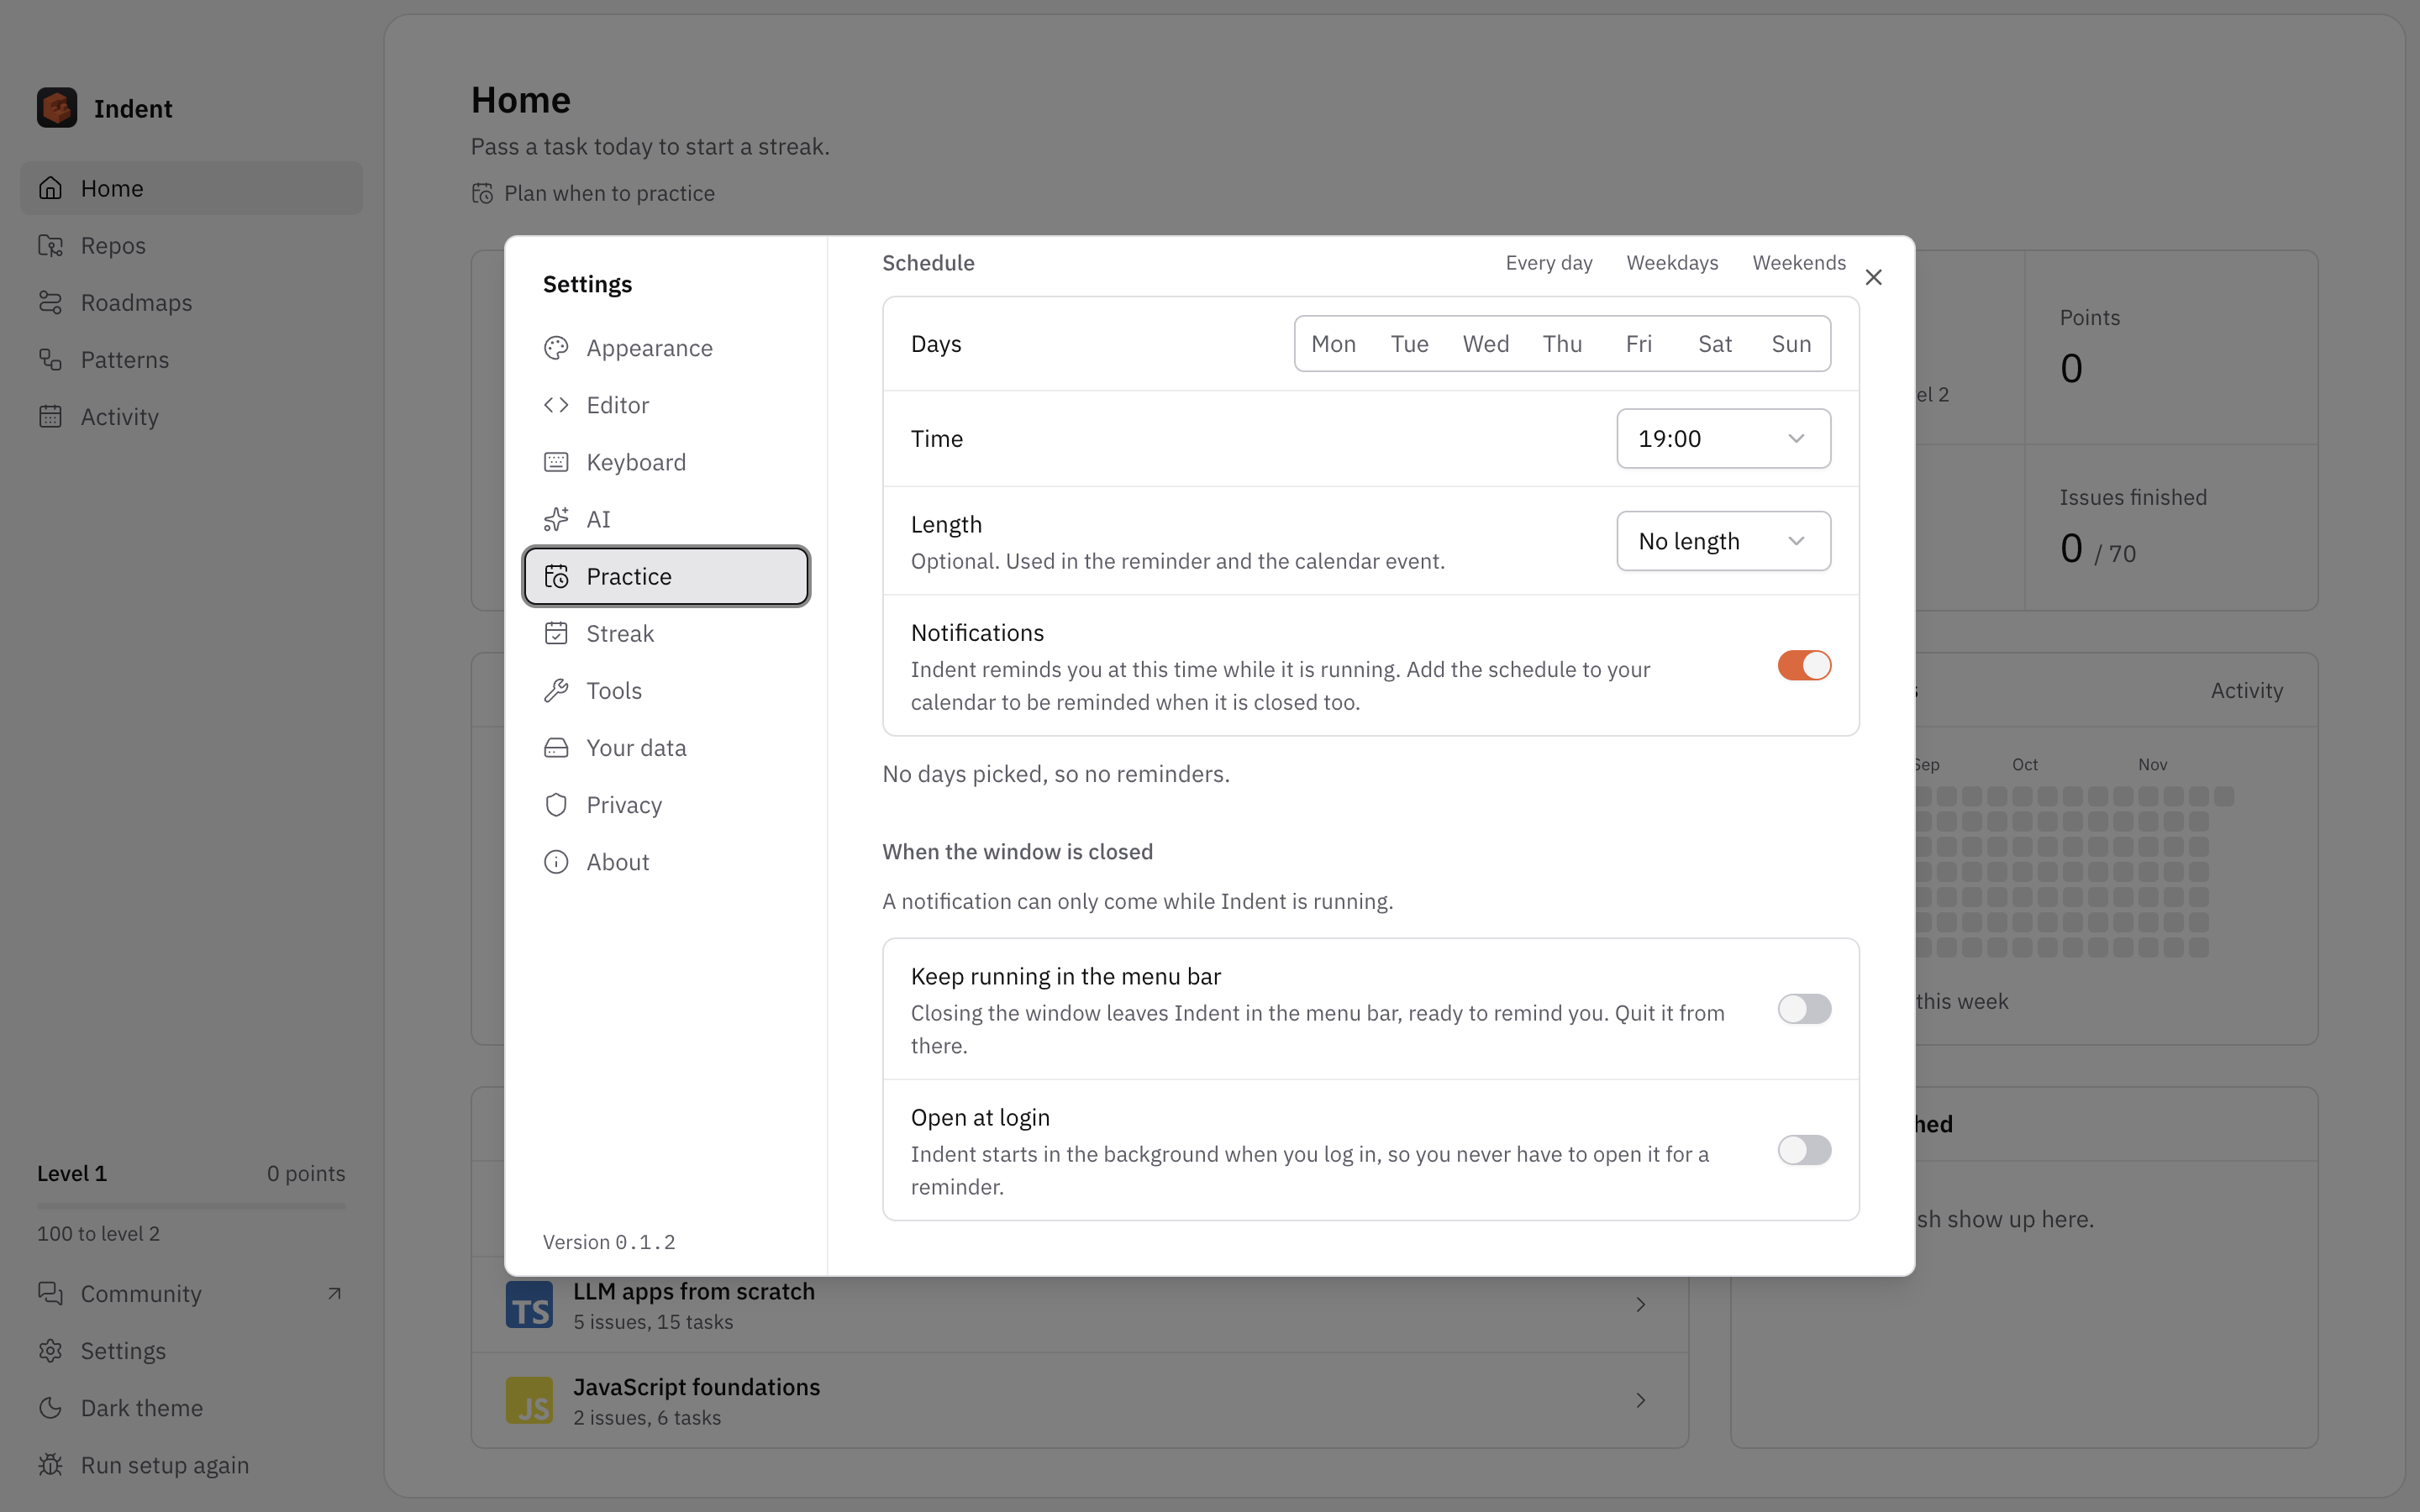 Indent
Home
Repos
Roadmaps
Patterns
Activity
Level 1
0 points
100 to level 2
Community
Settings
Dark theme
Run setup again
Home
Pass a task today to start a streak.
Plan when to practice
Settings
Appearance
Editor
Keyboard
AI
Practice
Streak
Tools
Your data
Privacy
About
Version 0.1.2
Schedule
Every day
Weekdays
Weekends
Days
Mon Tue Wed Thu Fri Sat Sun
Time
19:00
Length
Optional. Used in the reminder and the calendar event.
No length
Notifications
Indent reminds you at this time while it is running. Add the schedule to your
calendar to be reminded when it is closed too.
No days picked, so no reminders.
When the window is closed
A notification can only come while Indent is running.
Keep running in the menu bar
Closing the window leaves Indent in the menu bar, ready to remind you. Quit it from
there.
Open at login
Indent starts in the background when you log in, so you never have to open it for a
reminder.
Points
0
el 2
Issues finished
0 / 70
Activity
Sep Oct Nov
this week
hed
sh show up here.
TS
LLM apps from scratch
5 issues, 15 tasks
JS
JavaScript foundations
2 issues, 6 tasks